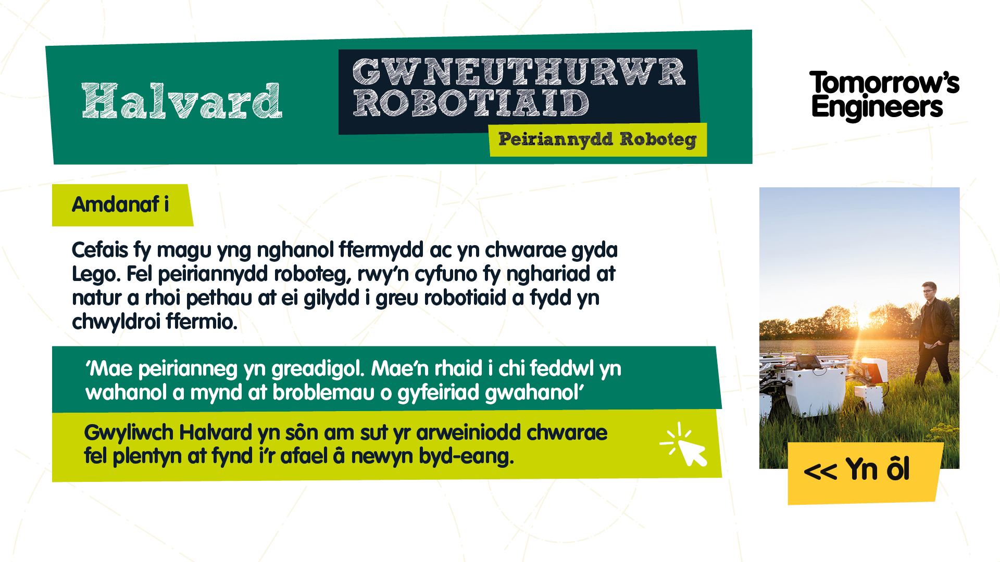 Halvard
GWNEUTHURWR
ROBOTIAID
Peiriannydd Roboteg
Tomorrow's
Engineers
Amdanaf i
Cefais fy magu yng nghanol ffermydd ac yn chwarae gyda
Lego. Fel peiriannydd roboteg, rwy'n cyfuno fy nghariad at
natur a rhoi pethau at ei gilydd i greu robotiaid a fydd yn
chwyldroi ffermio.
'Mae peirianneg yn greadigol. Mae'n rhaid i chi feddwl yn
wahanol a mynd at broblemau o gyfeiriad gwahanol'
Gwyliwch Halvard yn sôn am sut yr arweiniodd chwarae
fel plentyn at fynd i'r afael â newyn byd-eang.
<< Yn ôl